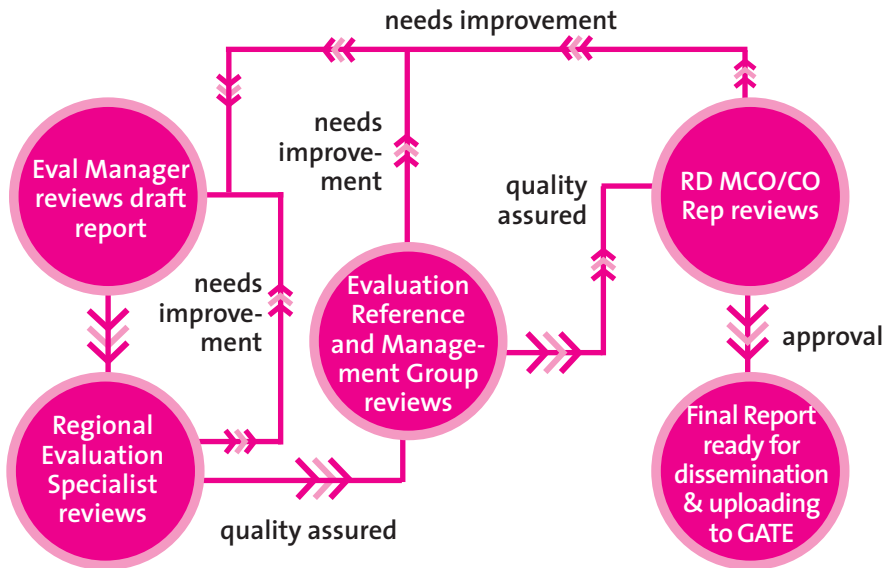 needs improvement
Eval Manager
reviews draft
report
needs
improve-
ment
quality
assured
RD MCO/CO
Rep reviews
needs
improve-
ment
Evaluation
Reference
and Manage-
ment Group
reviews
approval
Regional
Evaluation
Specialist
reviews
quality assured
Final Report
ready for
dissemination
& uploading
to GATE